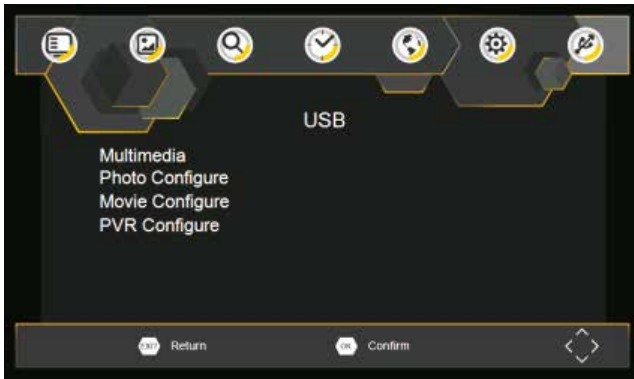 USB
Multimedia
Photo Configure
Movie Configure
PVR Configure
EXIT Return OK Confirm